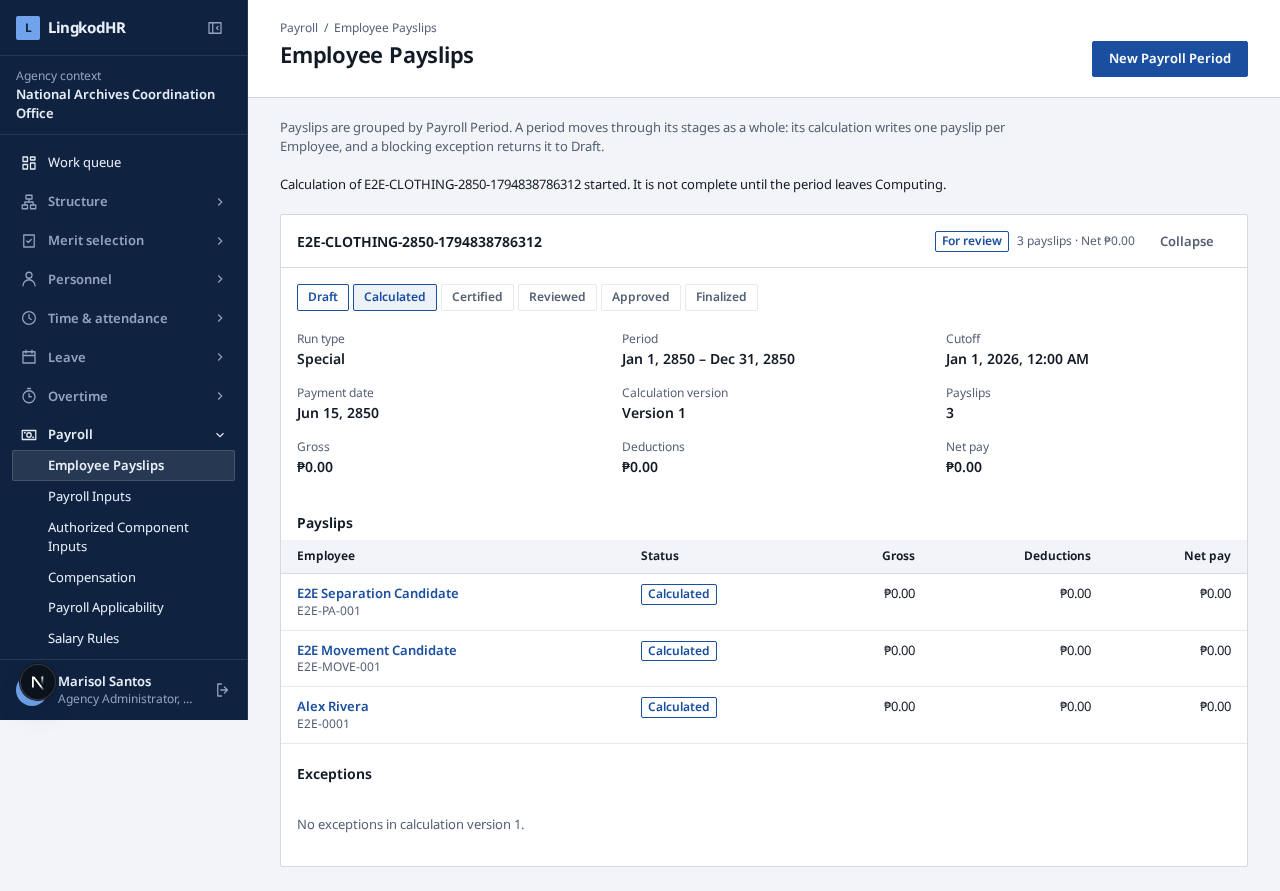 L LingkodHR
Agency context
National Archives Coordination
Office
Work queue
Structure
Merit selection
Personnel
Time & attendance
Leave
Overtime
Payroll
Employee Payslips
Payroll Inputs
Authorized Component
Inputs
Compensation
Payroll Applicability
Salary Rules
N
Marisol Santos
Agency Administrator, ...
Payroll / Employee Payslips
Employee Payslips
New Payroll Period
Payslips are grouped by Payroll Period. A period moves through its stages as a whole: its calculation writes one payslip per
Employee, and a blocking exception returns it to Draft.
Calculation of E2E-CLOTHING-2850-1794838786312 started. It is not complete until the period leaves Computing.
E2E-CLOTHING-2850-1794838786312 For review 3 payslips · Net ₱0.00 Collapse
Draft Calculated Certified Reviewed Approved Finalized
Run type Period Cutoff
Special Jan 1, 2850 – Dec 31, 2850 Jan 1, 2026, 12:00 AM
Payment date Calculation version Payslips
Jun 15, 2850 Version 1 3
Gross Deductions Net pay
₱0.00 ₱0.00 ₱0.00
Payslips
Employee Status Gross Deductions Net pay
E2E Separation Candidate Calculated ₱0.00 ₱0.00 ₱0.00
E2E-PA-001
E2E Movement Candidate Calculated ₱0.00 ₱0.00 ₱0.00
E2E-MOVE-001
Alex Rivera Calculated ₱0.00 ₱0.00 ₱0.00
E2E-0001
Exceptions
No exceptions in calculation version 1.